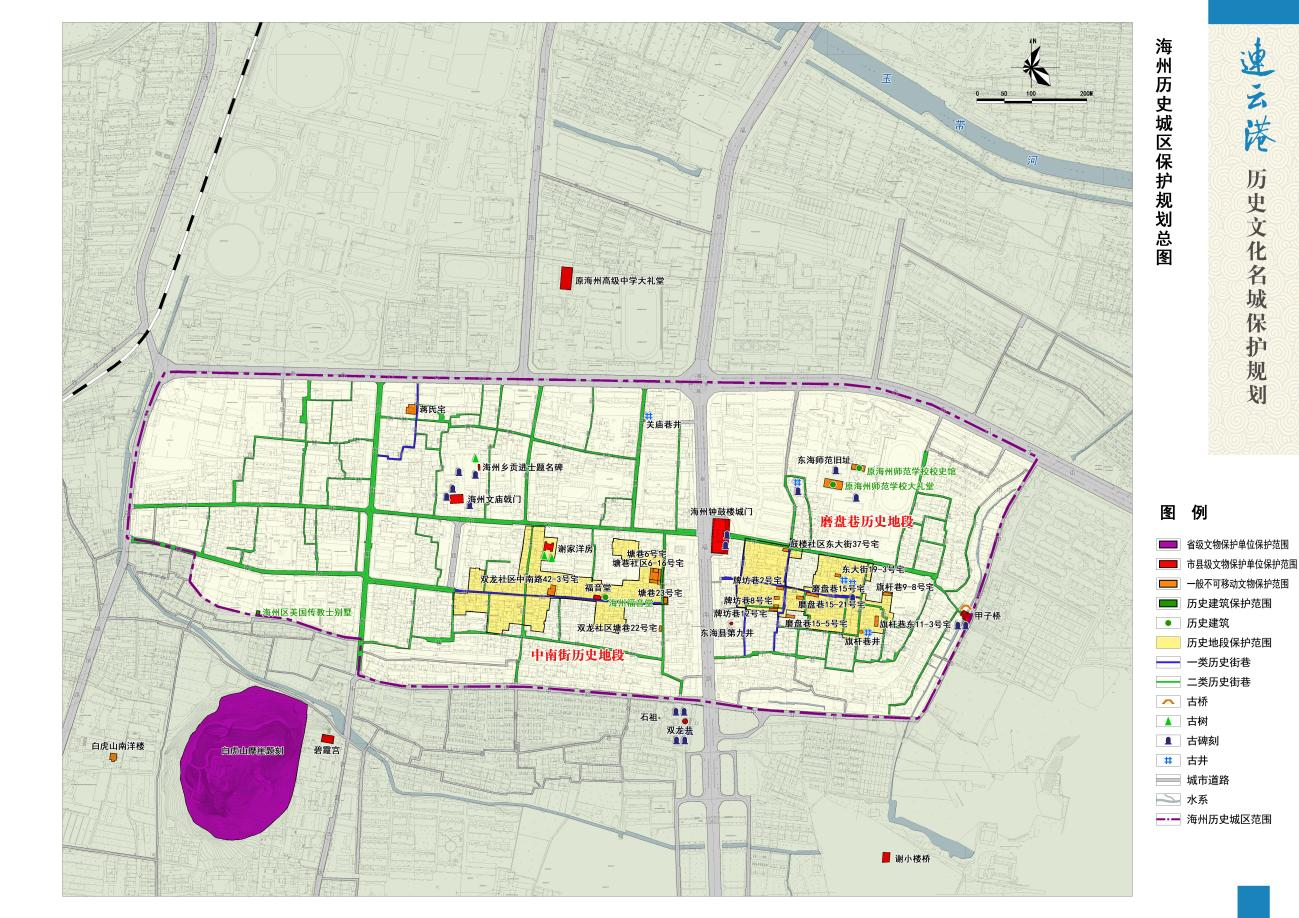 連云港
历史文化名城保护规划
海州历史城区保护规划总图
N
0 50 100 200M
玉带河
原海州高级中学大礼堂
蒋氏宅
关庙巷井
海州乡贡进士题名碑
海州文庙戟门
东海师范旧址
原海州师范学校校史馆
原海州师范学校大礼堂
海州钟鼓楼城门
磨盘巷历史地段
鼓楼社区东大街37号宅
谢家洋房
塘巷6号宅
塘巷社区6-16号宅
双龙社区中南路42-3号宅
福音堂
海州福音堂
塘巷23号宅
双龙社区塘巷22号宅
中南街历史地段
东大街19-3号宅
牌坊巷2号宅
磨盘巷15号宅
旗杆巷9-8号宅
牌坊巷8号宅
磨盘巷15-21号宅
牌坊巷12号宅
磨盘巷15-5号宅
旗杆巷东11-3号宅
东海县第九井
旗杆巷井
甲子桥
海州区美国传教士别墅
石祖
双龙井
白虎山南洋楼
白虎山摩崖题刻
碧霞宫
谢小楼桥
图 例
省级文物保护单位保护范围
市县级文物保护单位保护范围
一般不可移动文物保护范围
历史建筑保护范围
历史建筑
历史地段保护范围
一类历史街巷
二类历史街巷
古桥
古树
古碑刻
古井
城市道路
水系
海州历史城区范围